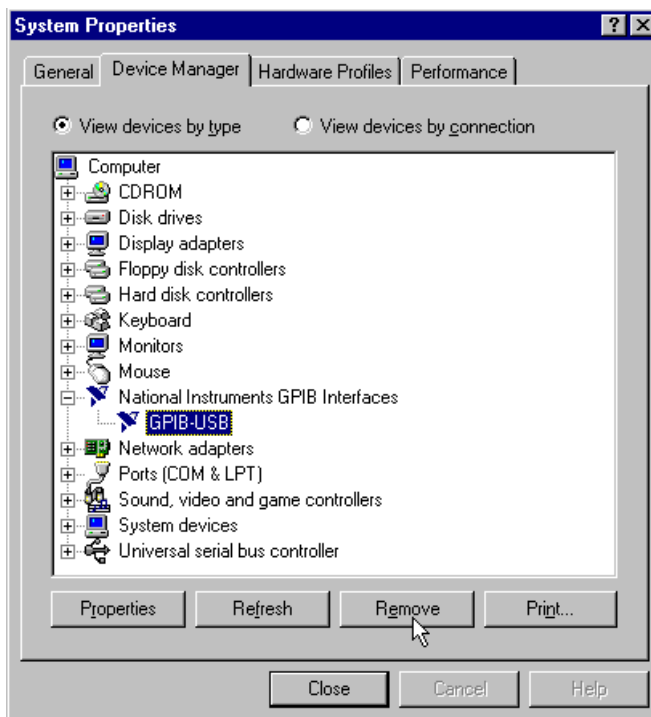 System Properties
General Device Manager Hardware Profiles Performance
View devices by type View devices by connection
Computer
CDROM
Disk drives
Display adapters
Floppy disk controllers
Hard disk controllers
Keyboard
Monitors
Mouse
National Instruments GPIB Interfaces
GPIB-USB
Network adapters
Ports (COM & LPT)
Sound, video and game controllers
System devices
Universal serial bus controller
Properties Refresh Remove Print...
Close Cancel Help